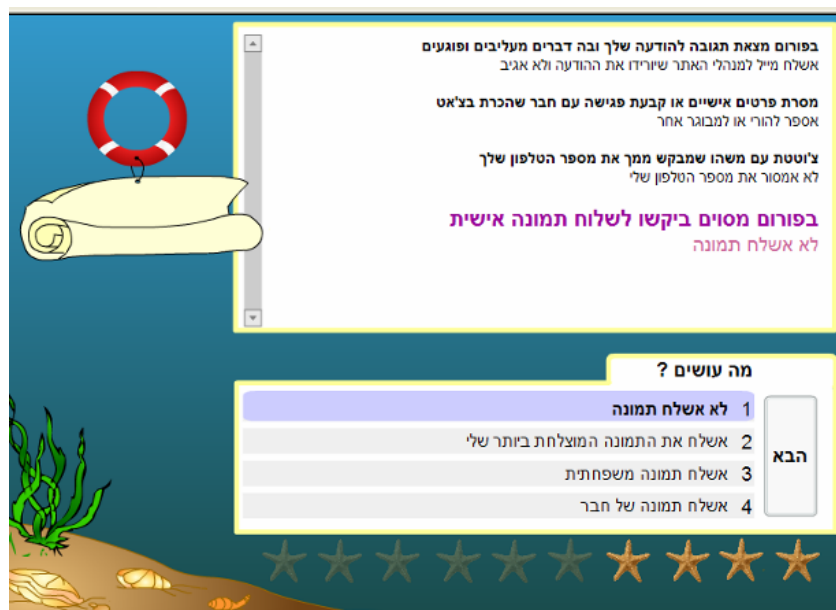 בפורום מצאת תגובה להודעה שלך ובה דברים מעליבים ופוגעים
אשלח מייל למנהלי האתר שיורידו את ההודעה ולא אגיב
מסרת פרטים אישיים או קבעת פגישה עם חבר שהכרת בצ'אט
אספר להורי או למבוגר אחר
צ'וטטת עם משהו שמבקש ממך את מספר הטלפון שלך
לא אמסור את מספר הטלפון שלי
בפורום מסוים ביקשו לשלוח תמונה אישית
לא אשלח תמונה
מה עושים ?
1 לא אשלח תמונה
2 אשלח את התמונה המוצלחת ביותר שלי
3 אשלח תמונה משפחתית
4 אשלח תמונה של חבר
הבא